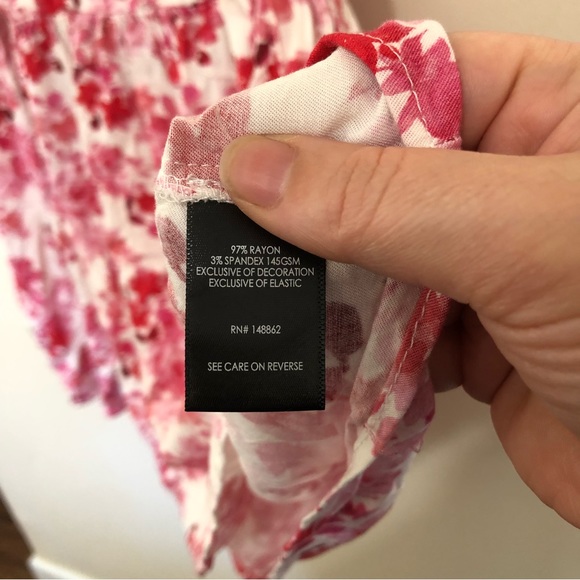 97% RAYON
3% SPANDEX 145GSM
EXCLUSIVE OF DECORATION
EXCLUSIVE OF ELASTIC
RN# 148862
SEE CARE ON REVERSE